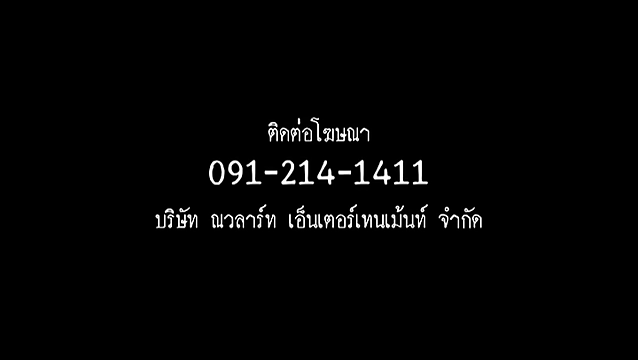 ติดต่อโฆษณา
091-214-1411
บริษัท ณวลาร์ท เอ็นเตอร์เทนเม้นท์ จำกัด